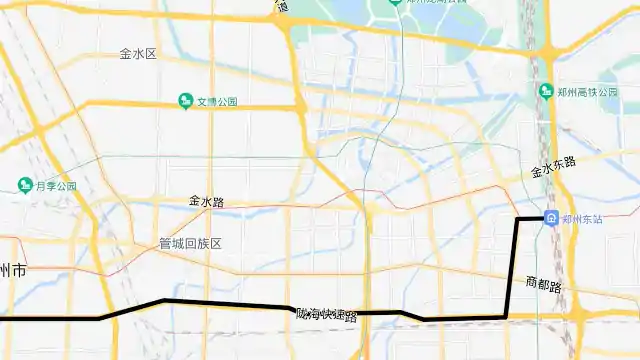 郑州龙湖公园
大道
金水区
郑州高铁公园
文博公园
金水东路
月季公园
金水路
郑州东站
管城回族区
州市
商都路
陇海快速路